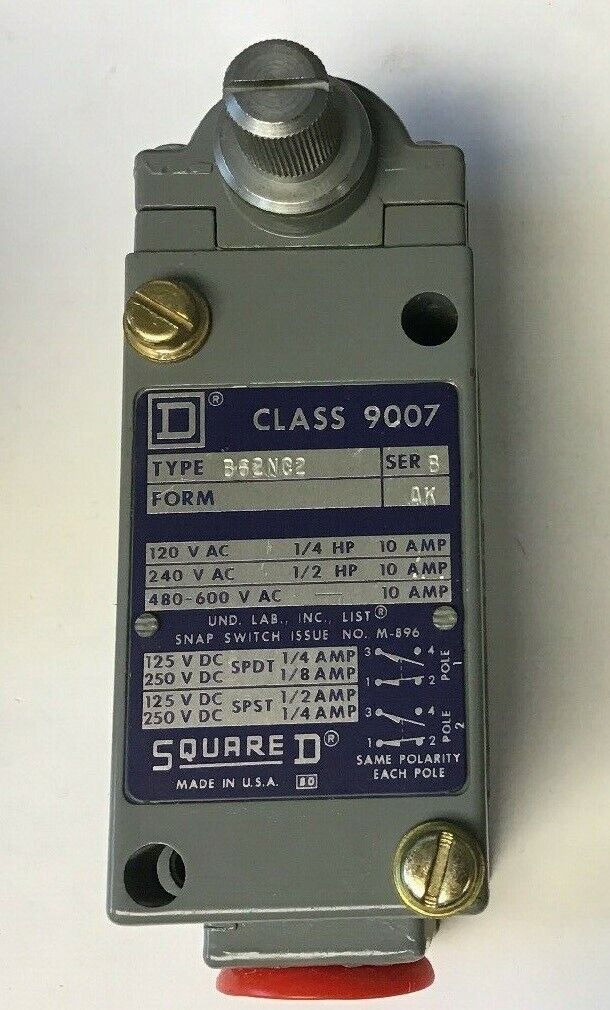 D ® CLASS 9007
TYPE B62NG2 SER B
FORM AK
120 V AC 1/4 HP 10 AMP
240 V AC 1/2 HP 10 AMP
480-600 V AC — 10 AMP
UND. LAB., INC., LIST®
SNAP SWITCH ISSUE NO. M-896
125 V DC SPDT 1/4 AMP
250 V DC 1/8 AMP
125 V DC SPST 1/2 AMP
250 V DC 1/4 AMP
3 4
1 2
POLE 1
3 4
1 2
POLE 2
SQUARE D®
SAME POLARITY
EACH POLE
MADE IN U.S.A.